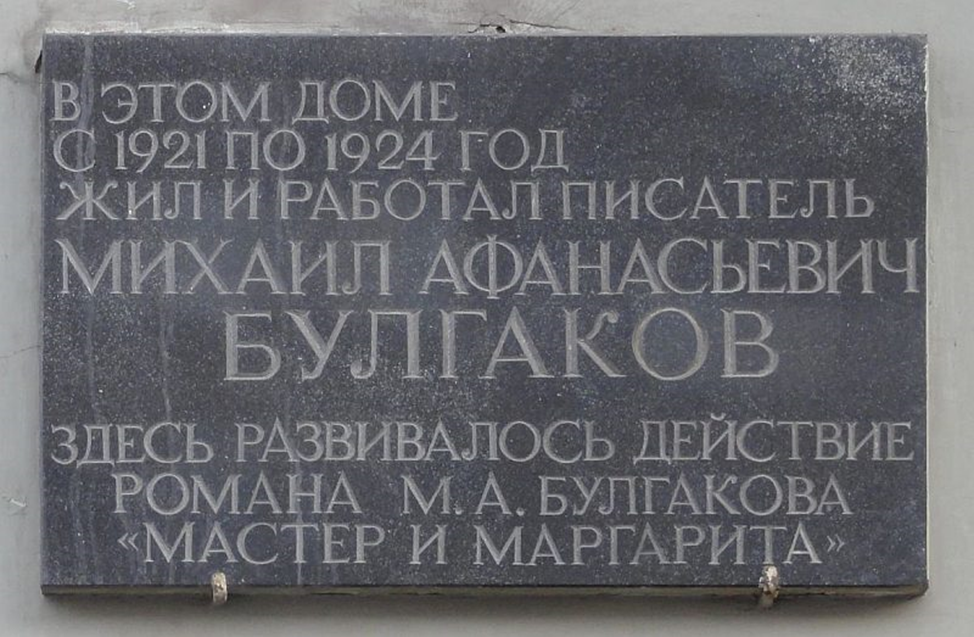 В ЭТОМ ДОМЕ
С 1921 ПО 1924 ГОД
ЖИЛ И РАБОТАЛ ПИСАТЕЛЬ
МИХАИЛ АФАНАСЬЕВИЧ
БУЛГАКОВ
ЗДЕСЬ РАЗВИВАЛОСЬ ДЕЙСТВИЕ
РОМАНА М.А. БУЛГАКОВА
«МАСТЕР И МАРГАРИТА»